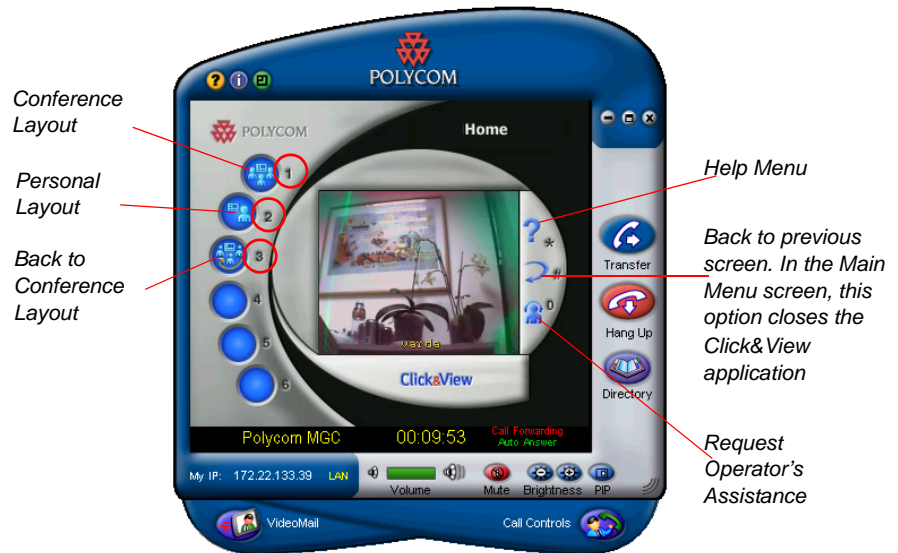 POLYCOM
Conference
Layout
Personal
Layout
Back to
Conference
Layout
POLYCOM
Home
1
2
3
4
5
6
?
*
#
0
varda
Click&View
Polycom MGC
00:09:53
Call Forwarding
Auto Answer
Transfer
Hang Up
Directory
My IP: 172.22.133.39 LAN
Volume
Mute
Brightness
PIP
VideoMail
Call Controls
Help Menu
Back to previous
screen. In the Main
Menu screen, this
option closes the
Click&View
application
Request
Operator's
Assistance